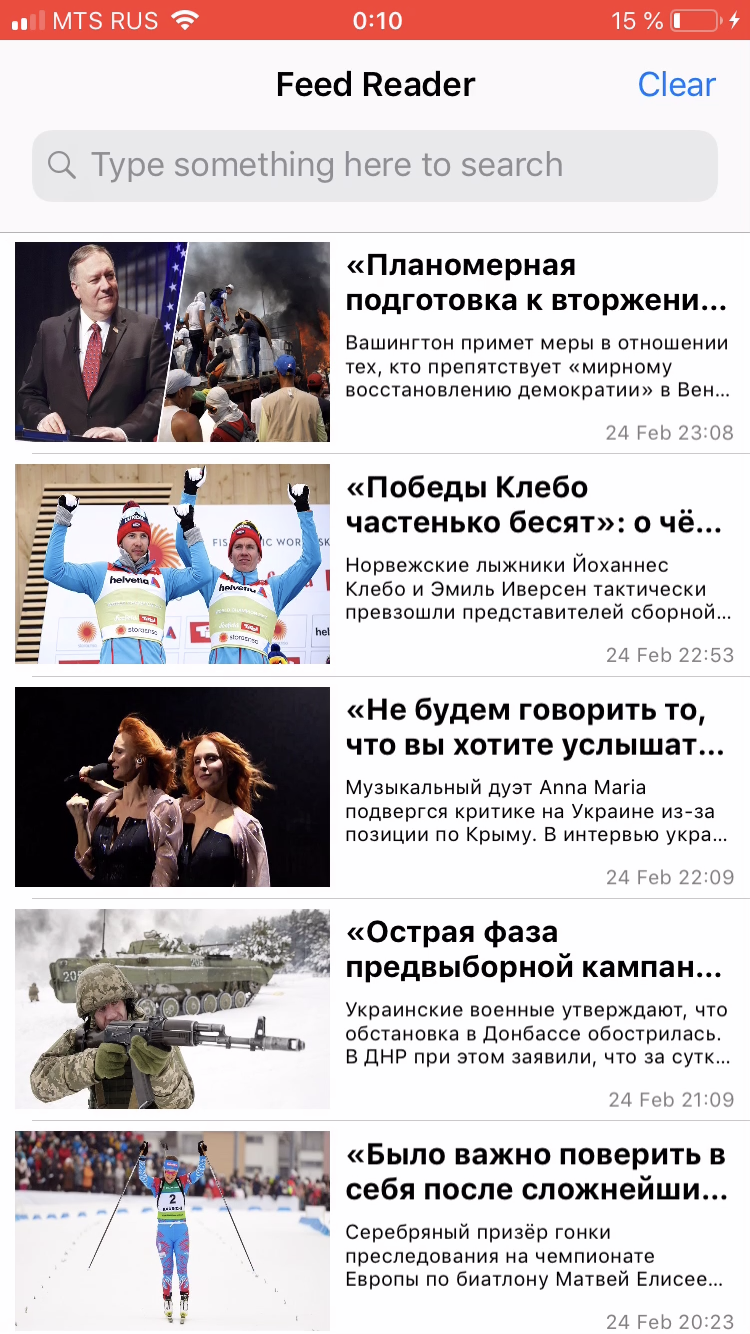 MTS RUS
0:10
15 %
Feed Reader
Clear
Type something here to search
«Планомерная
подготовка к вторжени...
Вашингтон примет меры в отношении
тех, кто препятствует «мирному
восстановлению демократии» в Вен...
24 Feb 23:08
helvetia
helvetia
storaenso
storaenso
«Победы Клебо
частенько бесят»: о чё...
Норвежские лыжники Йоханнес
Клебо и Эмиль Иверсен тактически
превзошли представителей сборной...
24 Feb 22:53
«Не будем говорить то,
что вы хотите услышат...
Музыкальный дуэт Anna Maria
подвергся критике на Украине из-за
позиции по Крыму. В интервью укра...
24 Feb 22:09
«Острая фаза
предвыборной кампан...
Украинские военные утверждают, что
обстановка в Донбассе обострилась.
В ДНР при этом заявили, что за сутк...
24 Feb 21:09
2
«Было важно поверить в
себя после сложнейши...
Серебряный призёр гонки
преследования на чемпионате
Европы по биатлону Матвей Елисее...
24 Feb 20:23